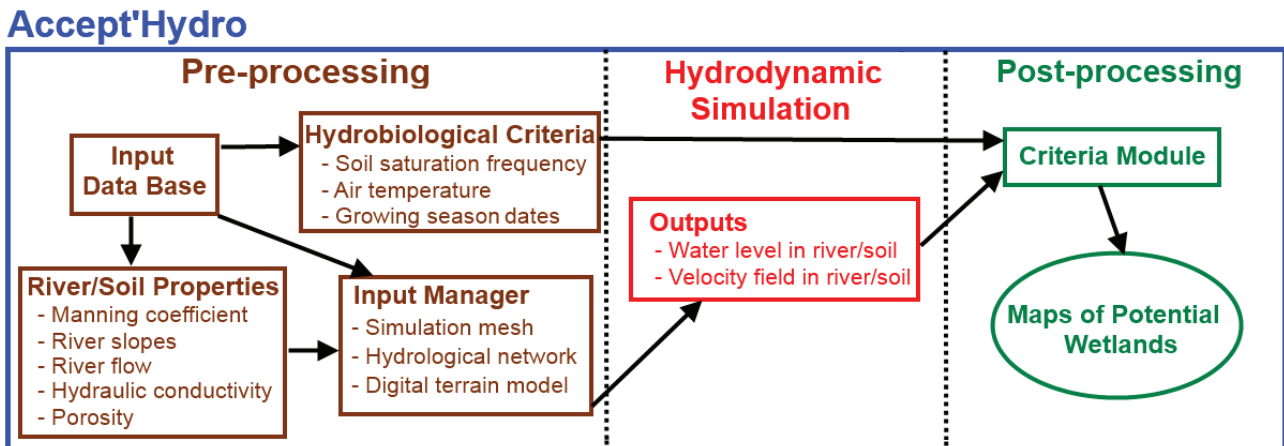 Accept'Hydro
Pre-processing
Hydrodynamic
Simulation
Post-processing
Input
Data Base
Hydrobiological Criteria
- Soil saturation frequency
- Air temperature
- Growing season dates
River/Soil Properties
- Manning coefficient
- River slopes
- River flow
- Hydraulic conductivity
- Porosity
Input Manager
- Simulation mesh
- Hydrological network
- Digital terrain model
Outputs
- Water level in river/soil
- Velocity field in river/soil
Criteria Module
Maps of Potential
Wetlands